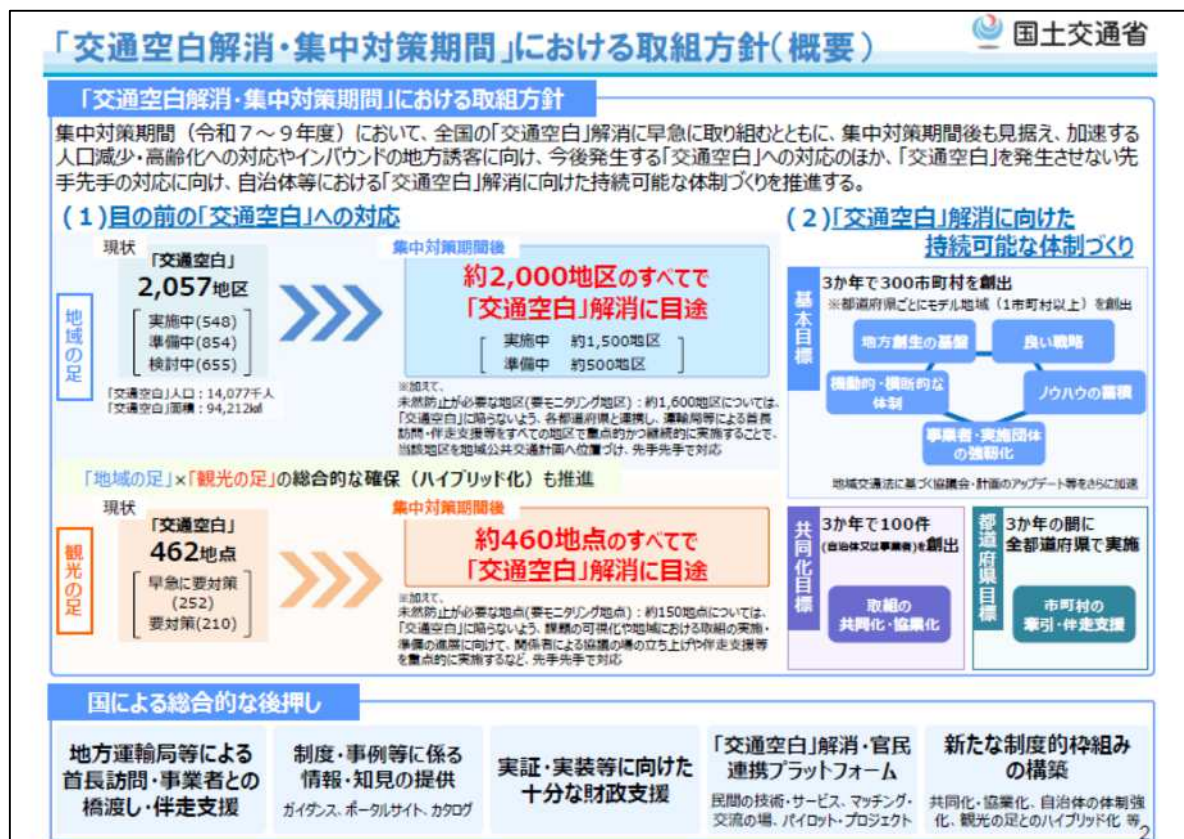 「交通空白解消・集中対策期間」における取組方針(概要)
国土交通省
「交通空白解消・集中対策期間」における取組方針
集中対策期間（令和７～９年度）において、全国の「交通空白」解消に早急に取り組むとともに、集中対策期間後も見据え、加速する
人口減少・高齢化への対応やインバウンドの地方誘客に向け、今後発生する「交通空白」への対応のほか、「交通空白」を発生させない先
手先手の対応に向け、自治体等における「交通空白」解消に向けた持続可能な体制づくりを推進する。
(１)目の前の「交通空白」への対応
地域の足
現状
「交通空白」
2,057地区
実施中(548)
準備中(854)
検討中(655)
「交通空白」人口：14,077千人
「交通空白」面積：94,212㎢
集中対策期間後
約2,000地区のすべてで
「交通空白」解消に目途
実施中　約1,500地区
準備中　約500地区
※加えて、
未然防止が必要な地区(要モニタリング地区)：約1,600地区については、
「交通空白」に陥らないよう、各都道府県と連携し、運輸局等による首長
訪問・伴走支援等をすべての地区で重点的かつ継続的に実施することで、
当該地区を地域公共交通計画へ位置づけ、先手先手で対応
「地域の足」×「観光の足」の総合的な確保（ハイブリッド化）も推進
観光の足
現状
「交通空白」
462地点
早急に要対策
(252)
要対策(210)
集中対策期間後
約460地点のすべてで
「交通空白」解消に目途
※加えて、
未然防止が必要な地点(要モニタリング地点)：約150地点については、
「交通空白」に陥らないよう、課題の可視化や地域における取組の実施・
準備の進展に向けて、関係者による協議の場の立ち上げや伴走支援等
を重点的に実施するなど、先手先手で対応
(２)「交通空白」解消に向けた
持続可能な体制づくり
基本目標
3か年で300市町村を創出
※都道府県ごとにモデル地域（1市町村以上）を創出
地方創生の基盤
良い戦略
機動的・横断的な
体制
ノウハウの蓄積
事業者・実施団体
の強靭化
地域交通法に基づく協議会・計画のアップデート等をさらに加速
共同化目標
3か年で100件
(自治体又は事業者)を創出
取組の
共同化・協業化
都道府県目標
3か年の間に
全都道府県で実施
市町村の
牽引・伴走支援
国による総合的な後押し
地方運輸局等による
首長訪問・事業者との
橋渡し・伴走支援
制度・事例等に係る
情報・知見の提供
ガイダンス、ポータルサイト、カタログ
実証・実装等に向けた
十分な財政支援
「交通空白」解消・官民
連携プラットフォーム
民間の技術・サービス、マッチング・
交流の場、パイロット・プロジェクト
新たな制度的枠組み
の構築
共同化・協業化、自治体の体制強
化、観光の足とのハイブリッド化 等
2